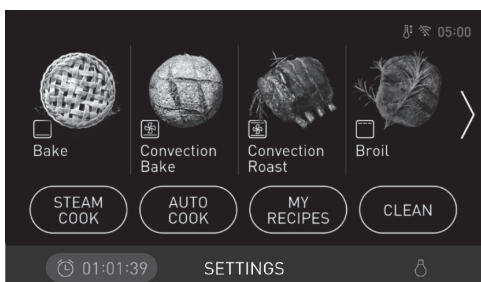 05:00
Bake
Convection
Bake
Convection
Roast
Broil
STEAM
COOK
AUTO
COOK
MY
RECIPES
CLEAN
01:01:39
SETTINGS